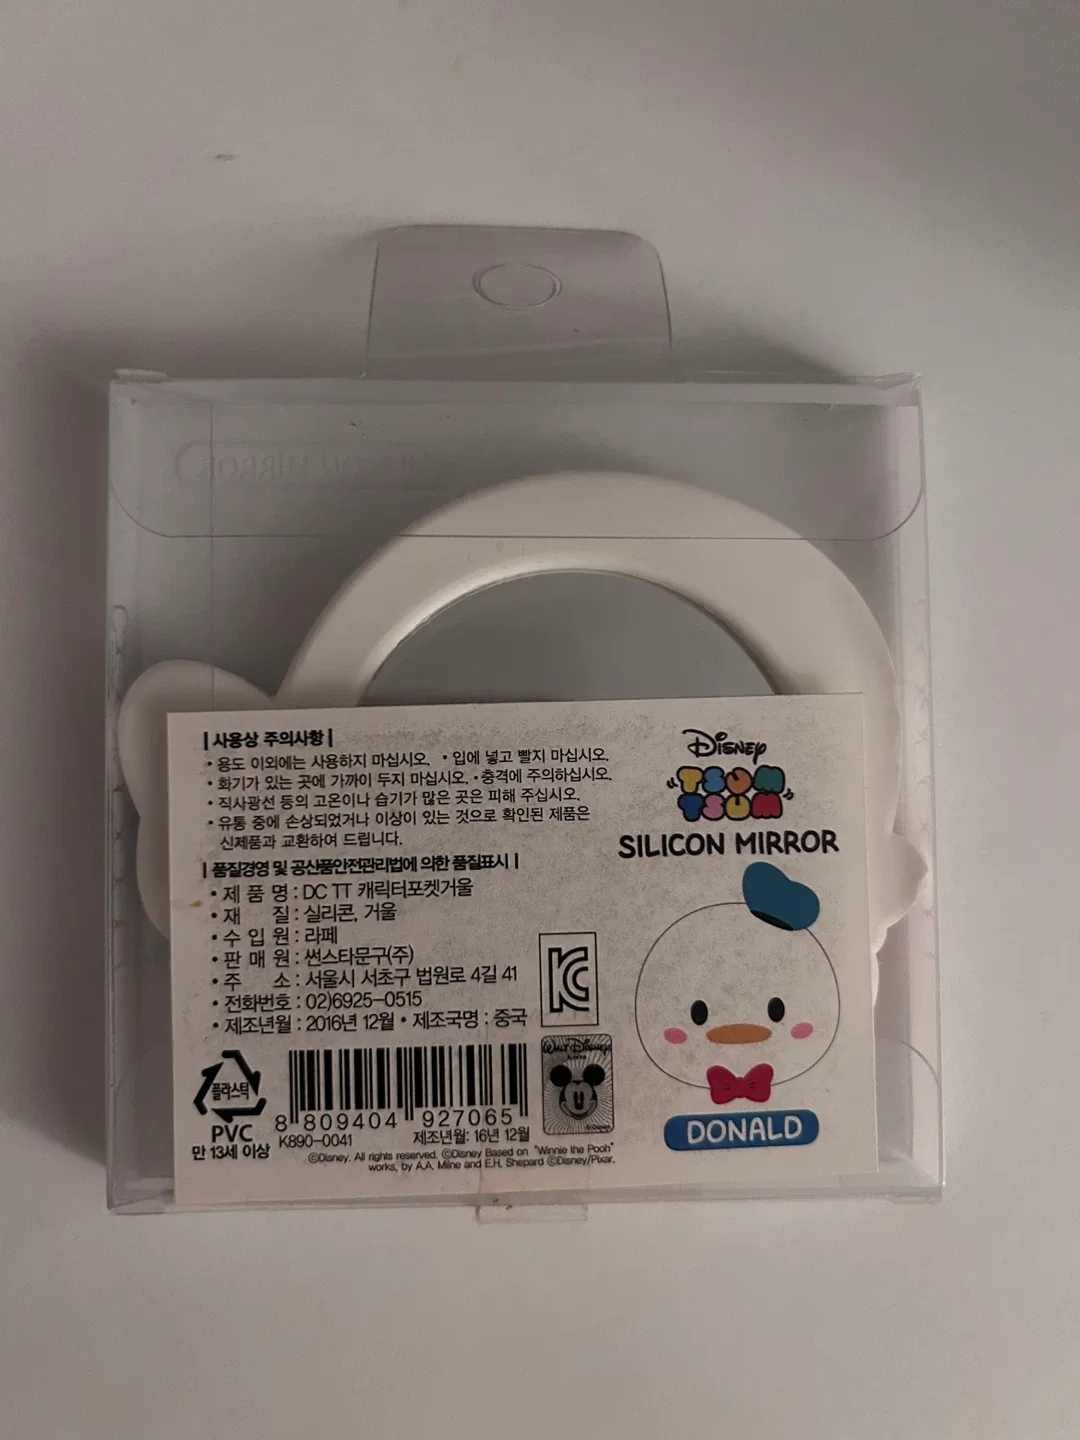 SILICON MIRROR
| 사용상 주의사항 |
• 용도 이외에는 사용하지 마십시오. • 입에 넣고 빨지 마십시오.
• 화기가 있는 곳에 가까이 두지 마십시오. • 충격에 주의하십시오.
• 직사광선 등의 고온이나 습기가 많은 곳은 피해 주십시오.
• 유통 중에 손상되었거나 이상이 있는 것으로 확인된 제품은
신제품과 교환하여 드립니다.
| 품질경영 및 공산품안전관리법에 의한 품질표시 |
• 제 품 명 : DC TT 캐릭터포켓거울
• 재 질 : 실리콘, 거울
• 수 입 원 : 라페
• 판 매 원 : 썬스타문구(주)
• 주 소 : 서울시 서초구 법원로 4길 41
• 전화번호 : 02)6925-0515
• 제조년월 : 2016년 12월 • 제조국명 : 중국
Disney
TSUM
TSUM
SILICON MIRROR
DONALD
KC
WALT DISNEY
KOREA
©Disney
플라스틱
PVC
만 13세 이상
8 809404 927065
K890-0041 제조년월: 16년 12월
©Disney. All rights reserved. ©Disney Based on "Winnie the Pooh"
works, by A.A. Milne and E.H. Shepard ©Disney/Pixar.